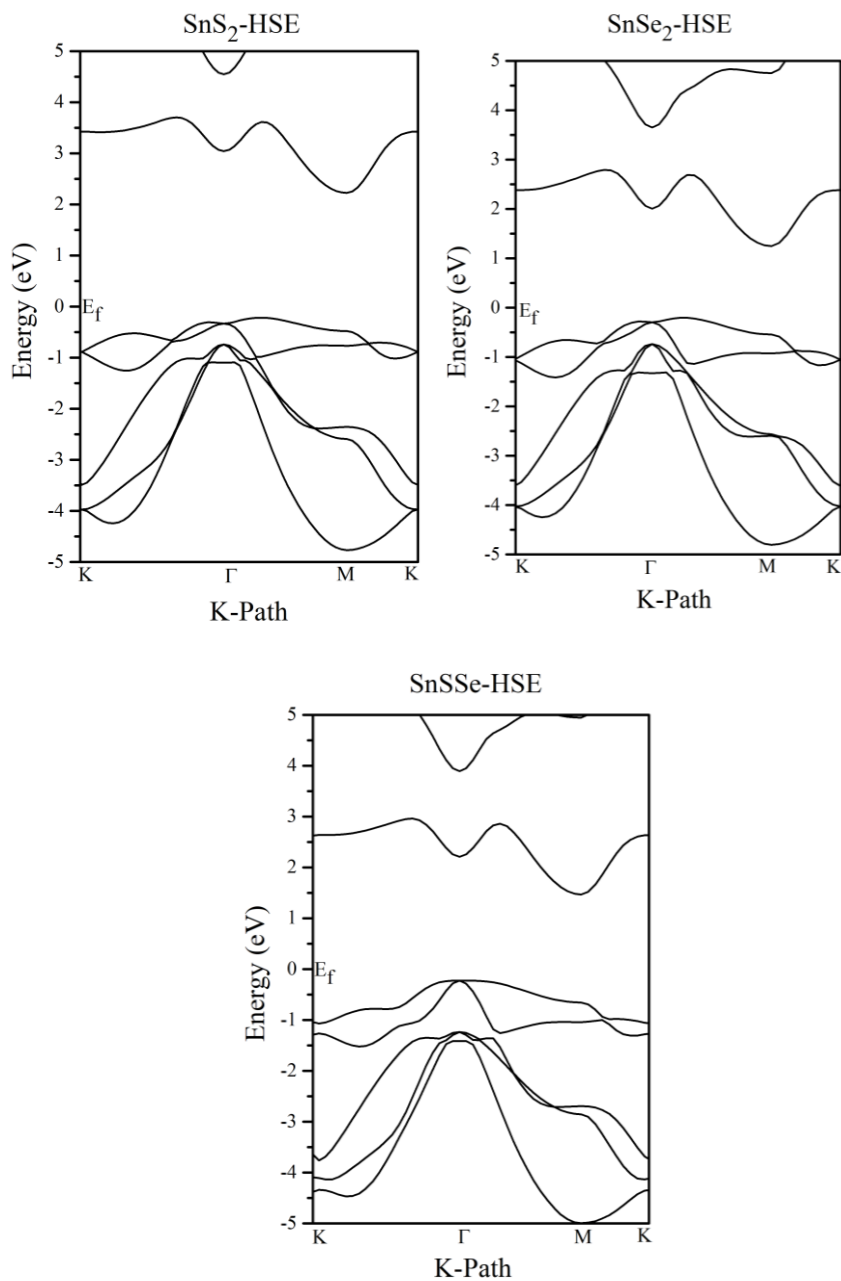 SnS2-HSE
5
4
3
2
1
0
-1
-2
-3
-4
-5
Energy (eV)
Ef
K Γ M K
K-Path
SnSe2-HSE
5
4
3
2
1
0
-1
-2
-3
-4
-5
Energy (eV)
Ef
K Γ M K
K-Path
SnSSe-HSE
5
4
3
2
1
0
-1
-2
-3
-4
-5
Energy (eV)
Ef
K Γ M K
K-Path